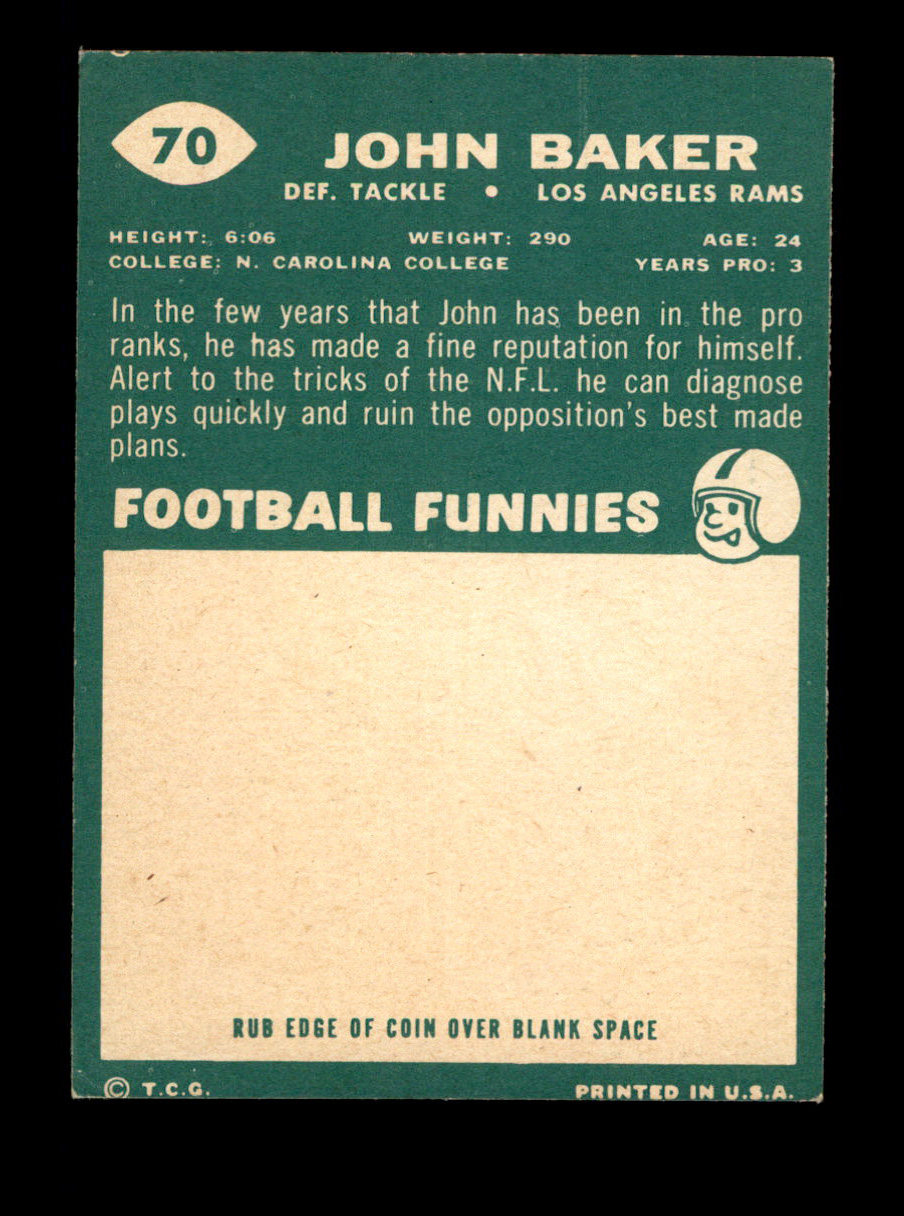 70
JOHN BAKER
DEF. TACKLE • LOS ANGELES RAMS
HEIGHT: 6:06 WEIGHT: 290 AGE: 24
COLLEGE: N. CAROLINA COLLEGE YEARS PRO: 3
In the few years that John has been in the pro
ranks, he has made a fine reputation for himself.
Alert to the tricks of the N.F.L. he can diagnose
plays quickly and ruin the opposition's best made
plans.
FOOTBALL FUNNIES
RUB EDGE OF COIN OVER BLANK SPACE
© T.C.G. PRINTED IN U.S.A.